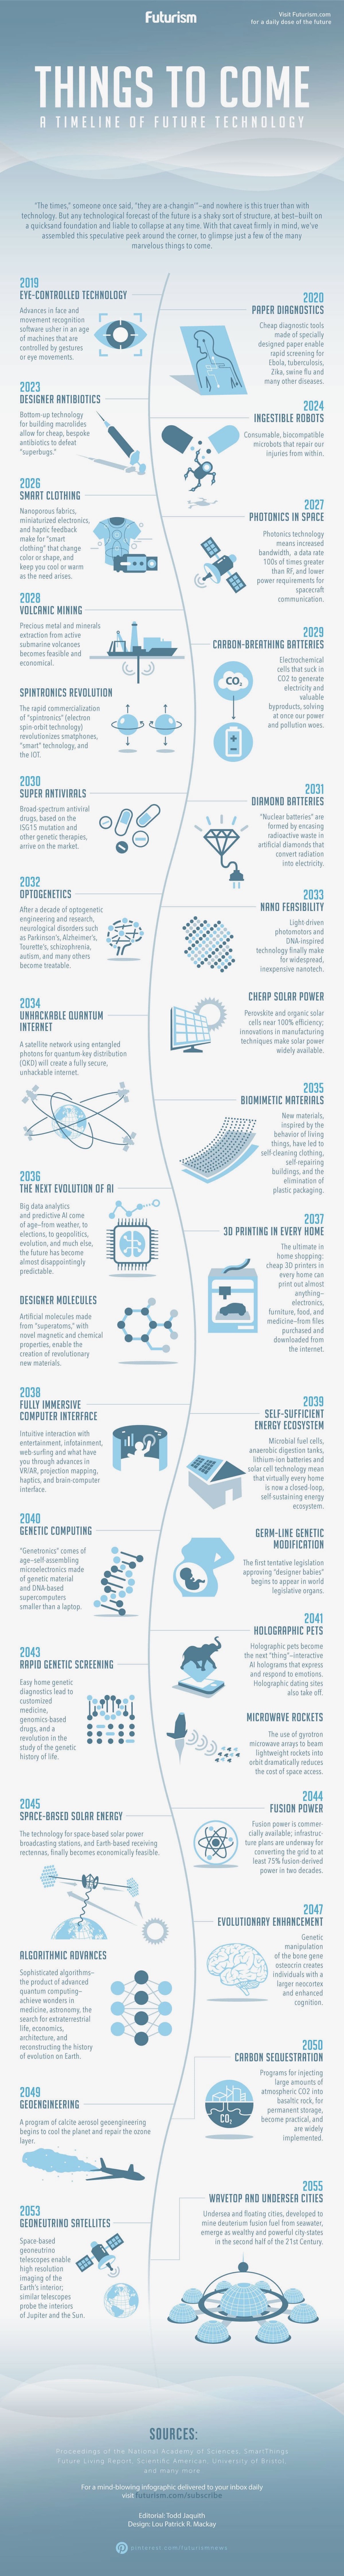 Futurism
Visit Futurism.com
for a daily dose of the future
THINGS TO COME
A TIMELINE OF FUTURE TECHNOLOGY
"The times," someone once said, "they are a-changin'"—and nowhere is this truer than with
technology. But any technological forecast of the future is a shaky sort of structure, at best—built on
a quicksand foundation and liable to collapse at any time. With that caveat firmly in mind, we've
assembled this speculative peek around the corner, to glimpse just a few of the many
marvelous things to come.
2019
EYE-CONTROLLED TECHNOLOGY
Advances in face and
movement recognition
software usher in an age
of machines that are
controlled by gestures
or eye movements.
2020
PAPER DIAGNOSTICS
Cheap diagnostic tools
made of specially
designed paper enable
rapid screening for
Ebola, tuberculosis,
Zika, swine flu and
many other diseases.
2023
DESIGNER ANTIBIOTICS
Bottom-up technology
for building macrolides
allow for cheap, bespoke
antibiotics to defeat
"superbugs."
2024
INGESTIBLE ROBOTS
Consumable, biocompatible
microbots that repair our
injuries from within.
2026
SMART CLOTHING
Nanoporous fabrics,
miniaturized electronics,
and haptic feedback
make for "smart
clothing" that change
color or shape, and
keep you cool or warm
as the need arises.
2027
PHOTONICS IN SPACE
Photonics technology
means increased
bandwidth, a data rate
100s of times greater
than RF, and lower
power requirements for
spacecraft
communication.
2028
VOLCANIC MINING
Precious metal and minerals
extraction from active
submarine volcanoes
becomes feasible and
economical.
2029
CARBON-BREATHING BATTERIES
Electrochemical
cells that suck in
CO2 to generate
electricity and
valuable
byproducts, solving
at once our power
and pollution woes.
CO2
SPINTRONICS REVOLUTION
The rapid commercialization
of "spintronics" (electron
spin-orbit technology)
revolutionizes smatphones,
"smart" technology, and
the IOT.
2030
SUPER ANTIVIRALS
Broad-spectrum antiviral
drugs, based on the
ISG15 mutation and
other genetic therapies,
arrive on the market.
2031
DIAMOND BATTERIES
"Nuclear batteries" are
formed by encasing
radioactive waste in
artificial diamonds that
convert radiation
into electricity.
2032
OPTOGENETICS
After a decade of optogenetic
engineering and research,
neurological disorders such
as Parkinson's, Alzheimer's,
Tourette's, schizophrenia,
autism, and many others
become treatable.
2033
NANO FEASIBILITY
Light-driven
photomotors and
DNA-inspired
technology finally make
for widespread,
inexpensive nanotech.
CHEAP SOLAR POWER
Perovskite and organic solar
cells near 100% efficiency;
innovations in manufacturing
techniques make solar power
widely available.
2034
UNHACKABLE QUANTUM
INTERNET
A satellite network using entangled
photons for quantum-key distribution
(QKD) will create a fully secure,
unhackable internet.
2035
BIOMIMETIC MATERIALS
New materials,
inspired by the
behavior of living
things, have led to
self-cleaning clothing,
self-repairing
buildings, and the
elimination of
plastic packaging.
2036
THE NEXT EVOLUTION OF AI
Big data analytics
and predictive AI come
of age—from weather, to
elections, to geopolitics,
evolution, and much else,
the future has become
almost disappointingly
predictable.
2037
3D PRINTING IN EVERY HOME
The ultimate in
home shopping:
cheap 3D printers in
every home can
print out almost
anything—
electronics,
furniture, food, and
medicine—from files
purchased and
downloaded from
the internet.
DESIGNER MOLECULES
Artificial molecules made
from "superatoms," with
novel magnetic and chemical
properties, enable the
creation of revolutionary
new materials.
2038
FULLY IMMERSIVE
COMPUTER INTERFACE
Intuitive interaction with
entertainment, infotainment,
web-surfing and what have
you through advances in
VR/AR, projection mapping,
haptics, and brain-computer
interface.
2039
SELF-SUFFICIENT
ENERGY ECOSYSTEM
Microbial fuel cells,
anaerobic digestion tanks,
lithium-ion batteries and
solar cell technology mean
that virtually every home
is now a closed-loop,
self-sustaining energy
ecosystem.
2040
GENETIC COMPUTING
"Genetronics" comes of
age—self-assembling
microelectronics made
of genetic material
and DNA-based
supercomputers
smaller than a laptop.
GERM-LINE GENETIC
MODIFICATION
The first tentative legislation
approving "designer babies"
begins to appear in world
legislative organs.
2041
HOLOGRAPHIC PETS
Holographic pets become
the next "thing"—interactive
AI holograms that express
and respond to emotions.
Holographic dating sites
also take off.
2043
RAPID GENETIC SCREENING
Easy home genetic
diagnostics lead to
customized
medicine,
genomics-based
drugs, and a
revolution in the
study of the genetic
history of life.
MICROWAVE ROCKETS
The use of gyrotron
microwave arrays to beam
lightweight rockets into
orbit dramatically reduces
the cost of space access.
2044
FUSION POWER
Fusion power is commer-
cially available; infrastruc-
ture plans are underway for
converting the grid to at
least 75% fusion-derived
power in two decades.
2045
SPACE-BASED SOLAR ENERGY
The technology for space-based solar power
broadcasting stations, and Earth-based receiving
rectennas, finally becomes economically feasible.
2047
EVOLUTIONARY ENHANCEMENT
Genetic
manipulation
of the bone gene
osteocrin creates
individuals with a
larger neocortex
and enhanced
cognition.
ALGORITHMIC ADVANCES
Sophisticated algorithms—
the product of advanced
quantum computing—
achieve wonders in
medicine, astronomy, the
search for extraterrestrial
life, economics,
architecture, and
reconstructing the history
of evolution on Earth.
2050
CARBON SEQUESTRATION
Programs for injecting
large amounts of
atmospheric CO2 into
basaltic rock, for
permanent storage,
become practical, and
are widely
implemented.
CO2
2049
GEOENGINEERING
A program of calcite aerosol geoengineering
begins to cool the planet and repair the ozone
layer.
2053
GEONEUTRINO SATELLITES
Space-based
geoneutrino
telescopes enable
high resolution
imaging of the
Earth's interior;
similar telescopes
probe the interiors
of Jupiter and the Sun.
2055
WAVETOP AND UNDERSEA CITIES
Undersea and floating cities, developed to
mine deuterium fusion fuel from seawater,
emerge as wealthy and powerful city-states
in the second half of the 21st Century.
SOURCES:
Proceedings of the National Academy of Sciences, SmartThings
Future Living Report, Scientific American, University of Bristol,
and many more
For a mind-blowing infographic delivered to your inbox daily
visit futurism.com/subscribe
Editorial: Todd Jaquith
Design: Lou Patrick R. Mackay
pinterest.com/futurismnews